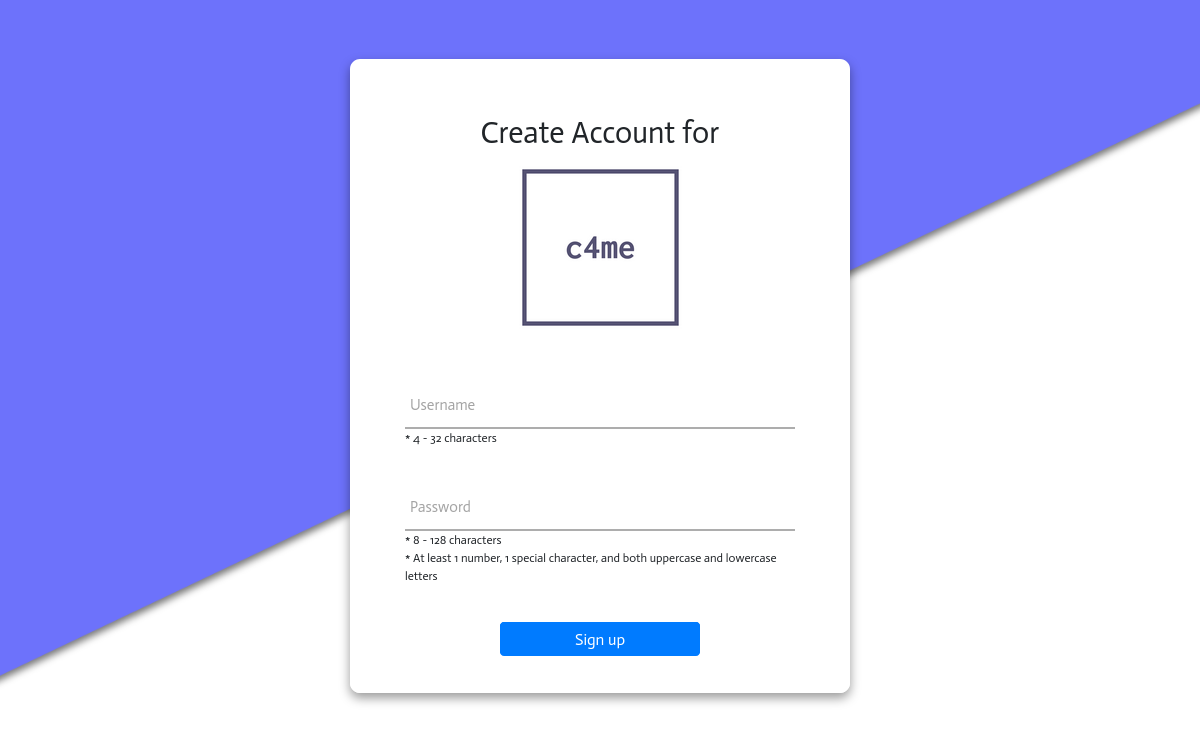 Create Account for
c4me
Username
* 4 - 32 characters
Password
* 8 - 128 characters
* At least 1 number, 1 special character, and both uppercase and lowercase
letters
Sign up